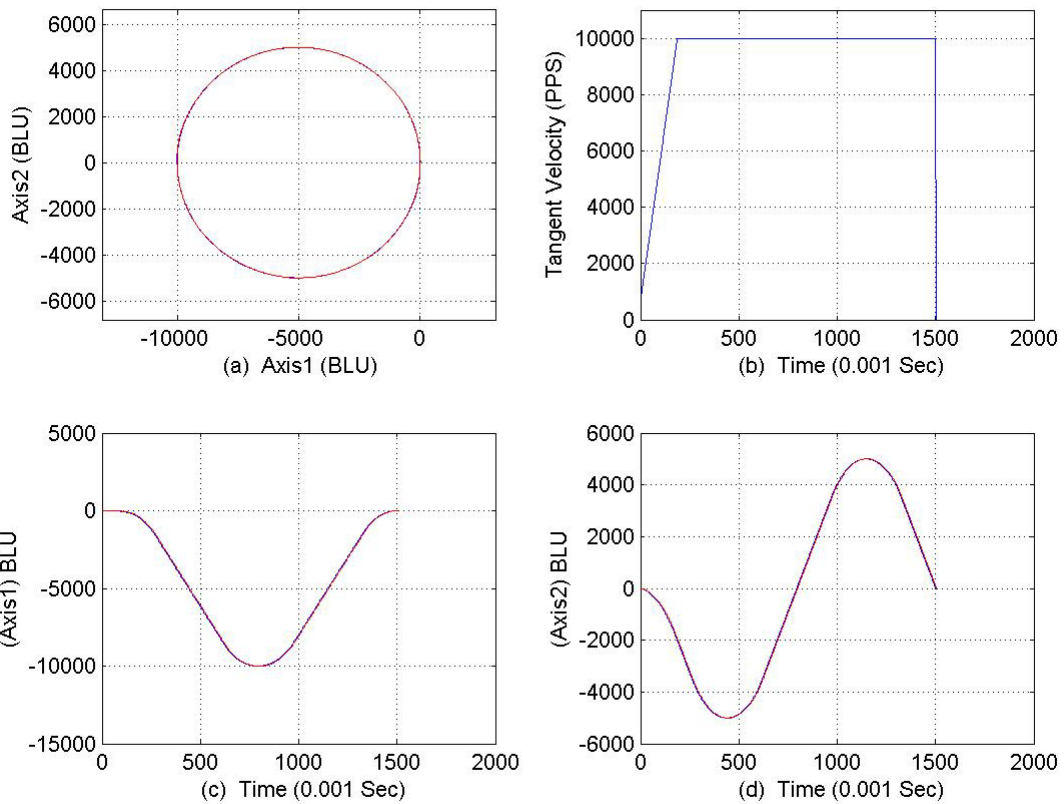 6000
4000
2000
0
-2000
-4000
-6000
Axis2 (BLU)
-10000 -5000 0
(a) Axis1 (BLU)
10000
8000
6000
4000
2000
0
Tangent Velocity (PPS)
0 500 1000 1500 2000
(b) Time (0.001 Sec)
5000
0
-5000
-10000
-15000
(Axis1) BLU
0 500 1000 1500 2000
(c) Time (0.001 Sec)
6000
4000
2000
0
-2000
-4000
-6000
(Axis2) BLU
0 500 1000 1500 2000
(d) Time (0.001 Sec)